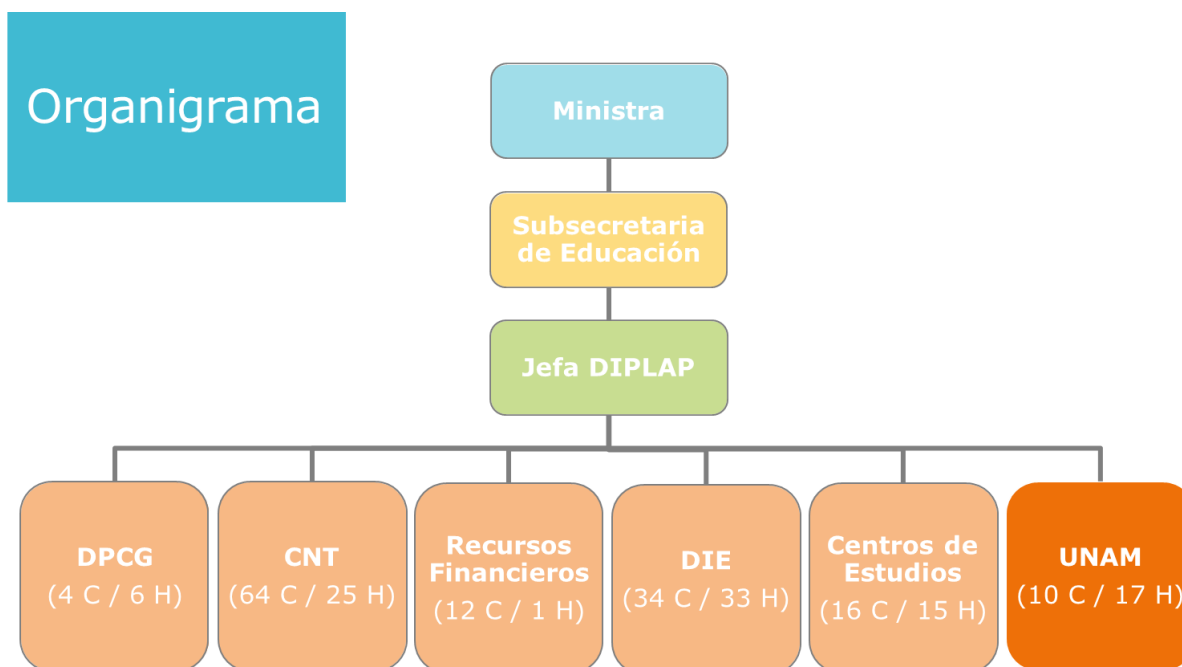 Organigrama
Ministra
Subsecretaria
de Educación
Jefa DIPLAP
DPCG
(4 C / 6 H)
CNT
(64 C / 25 H)
Recursos
Financieros
(12 C / 1 H)
DIE
(34 C / 33 H)
Centros de
Estudios
(16 C / 15 H)
UNAM
(10 C / 17 H)